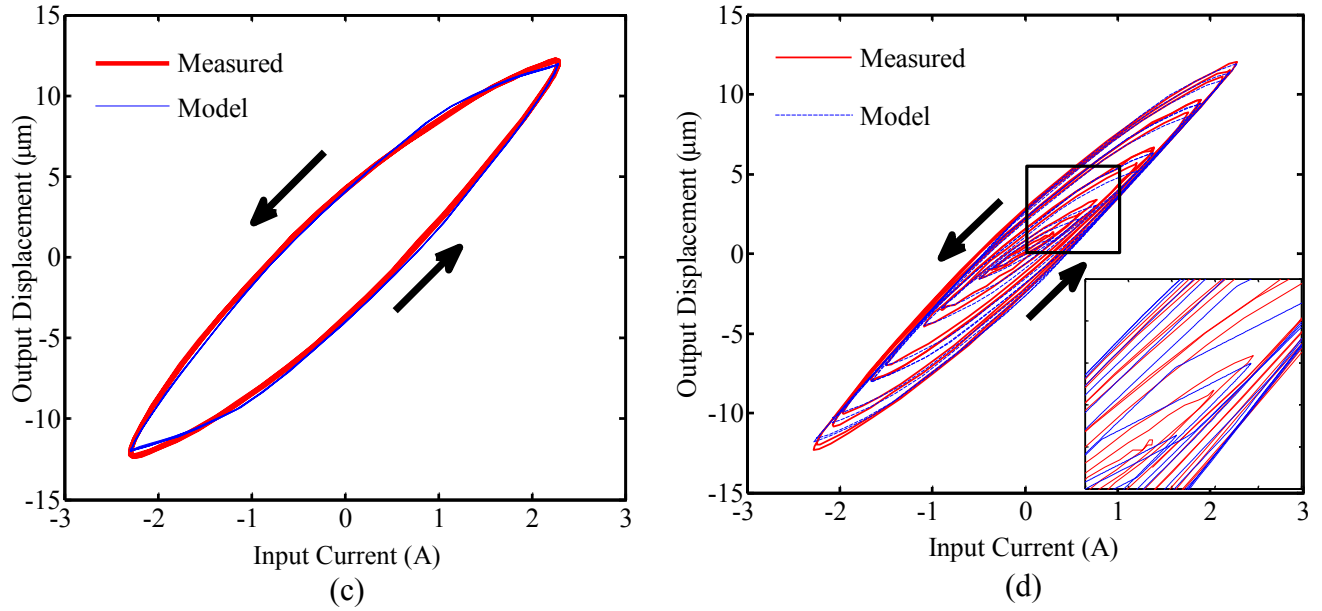 15
10
5
0
-5
-10
-15
Output Displacement (μm)
Measured
Model
-3
-2
-1
0
1
2
3
Input Current (A)
(c)
15
10
5
0
-5
-10
-15
Output Displacement (μm)
Measured
Model
-3
-2
-1
0
1
2
3
Input Current (A)
(d)